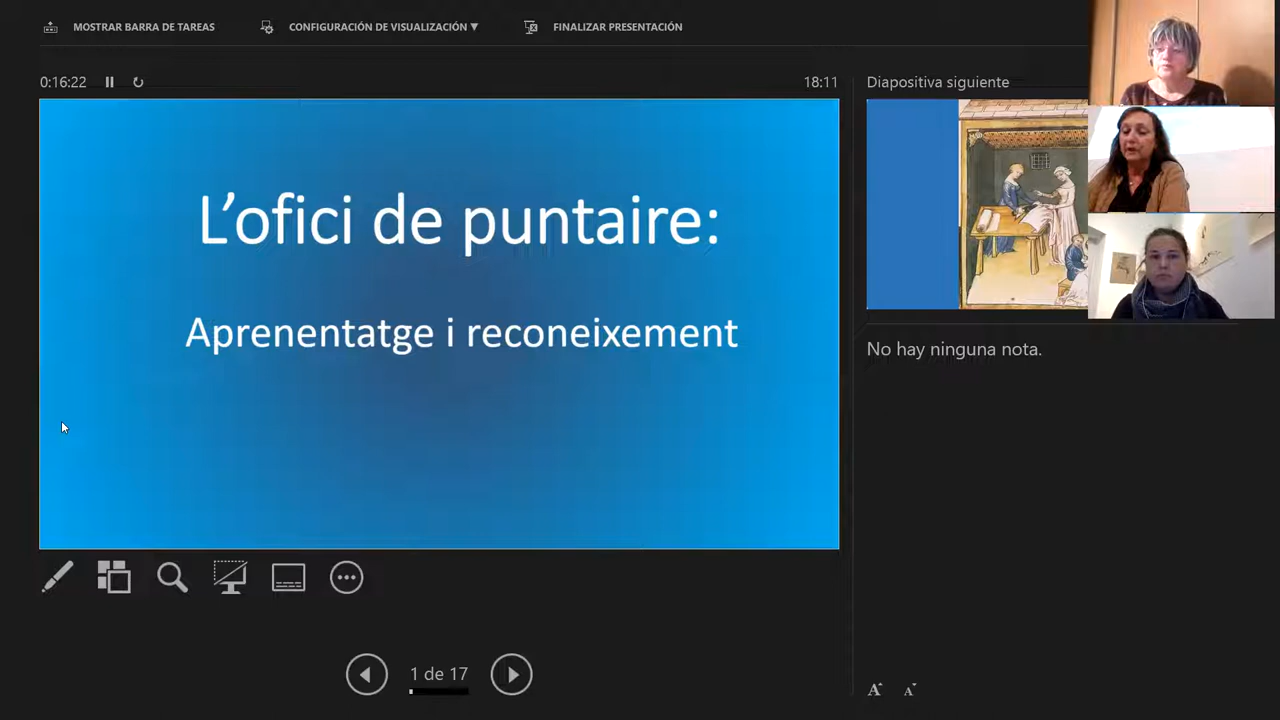 MOSTRAR BARRA DE TAREAS
CONFIGURACIÓN DE VISUALIZACIÓN ▼
FINALIZAR PRESENTACIÓN
0:16:22
18:11
Diapositiva siguiente
L’ofici de puntaire:
Aprenentatge i reconeixement
No hay ninguna nota.
1 de 17
A A